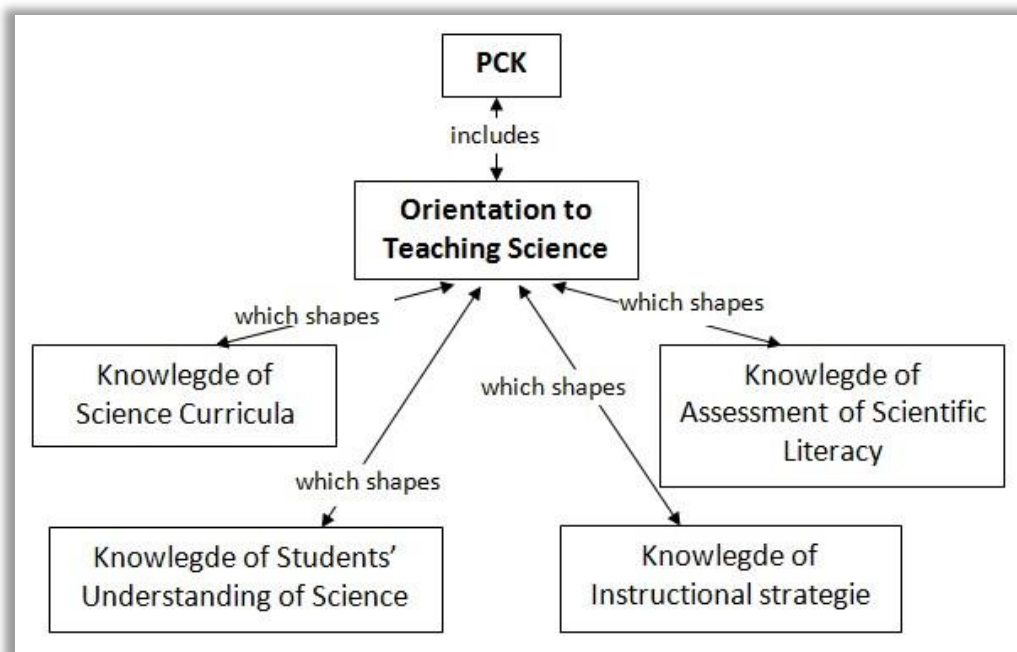 PCK
includes
Orientation to
Teaching Science
which shapes
which shapes
Knowlegde of
Science Curricula
which shapes
Knowlegde of
Assessment of Scientific
Literacy
which shapes
Knowlegde of Students’
Understanding of Science
Knowlegde of
Instructional strategie